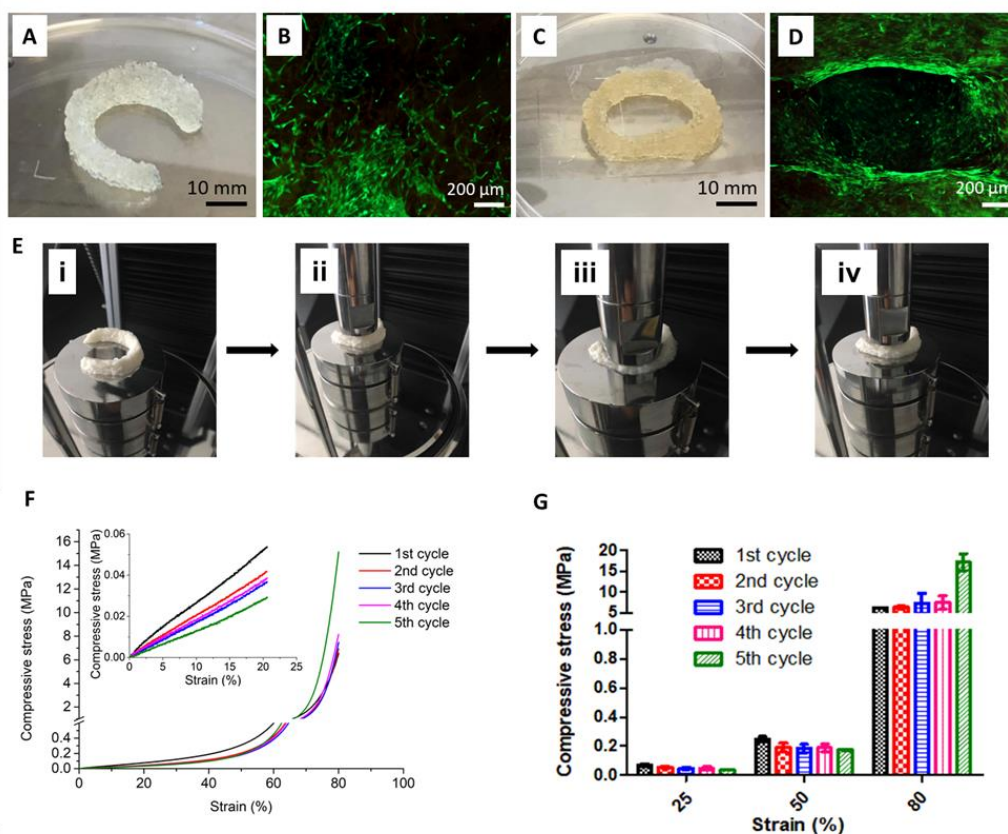 A
10 mm
B
200 µm
C
10 mm
D
200 µm
E
i
ii
iii
iv
F
Compressive stress (MPa)
16
14
12
10
8
6
4
2
0.4
0.2
0.0
0
20
40
60
80
100
Strain (%)
Compressive stress (MPa)
0.06
0.04
0.02
0.00
0
5
10
15
20
25
Strain (%)
1st cycle
2nd cycle
3rd cycle
4th cycle
5th cycle
G
Compressive stress (MPa)
20
15
10
5
1.0
0.8
0.6
0.4
0.2
0.0
1st cycle
2nd cycle
3rd cycle
4th cycle
5th cycle
25
50
80
Strain (%)